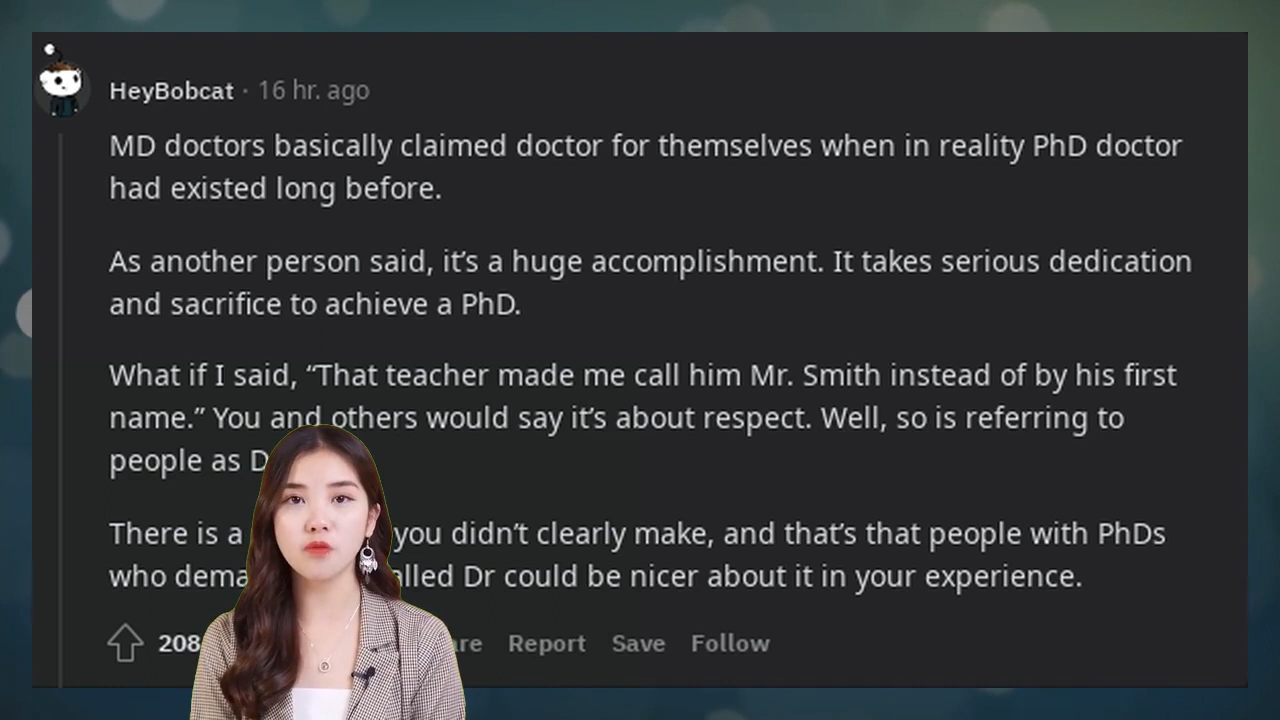 HeyBobcat · 16 hr. ago
MD doctors basically claimed doctor for themselves when in reality PhD doctor
had existed long before.
As another person said, it’s a huge accomplishment. It takes serious dedication
and sacrifice to achieve a PhD.
What if I said, “That teacher made me call him Mr. Smith instead of by his first
name.” You and others would say it’s about respect. Well, so is referring to
people as
There is a you didn’t clearly make, and that’s that people with PhDs
who could be nicer about it in your experience.
208 Report Save Follow